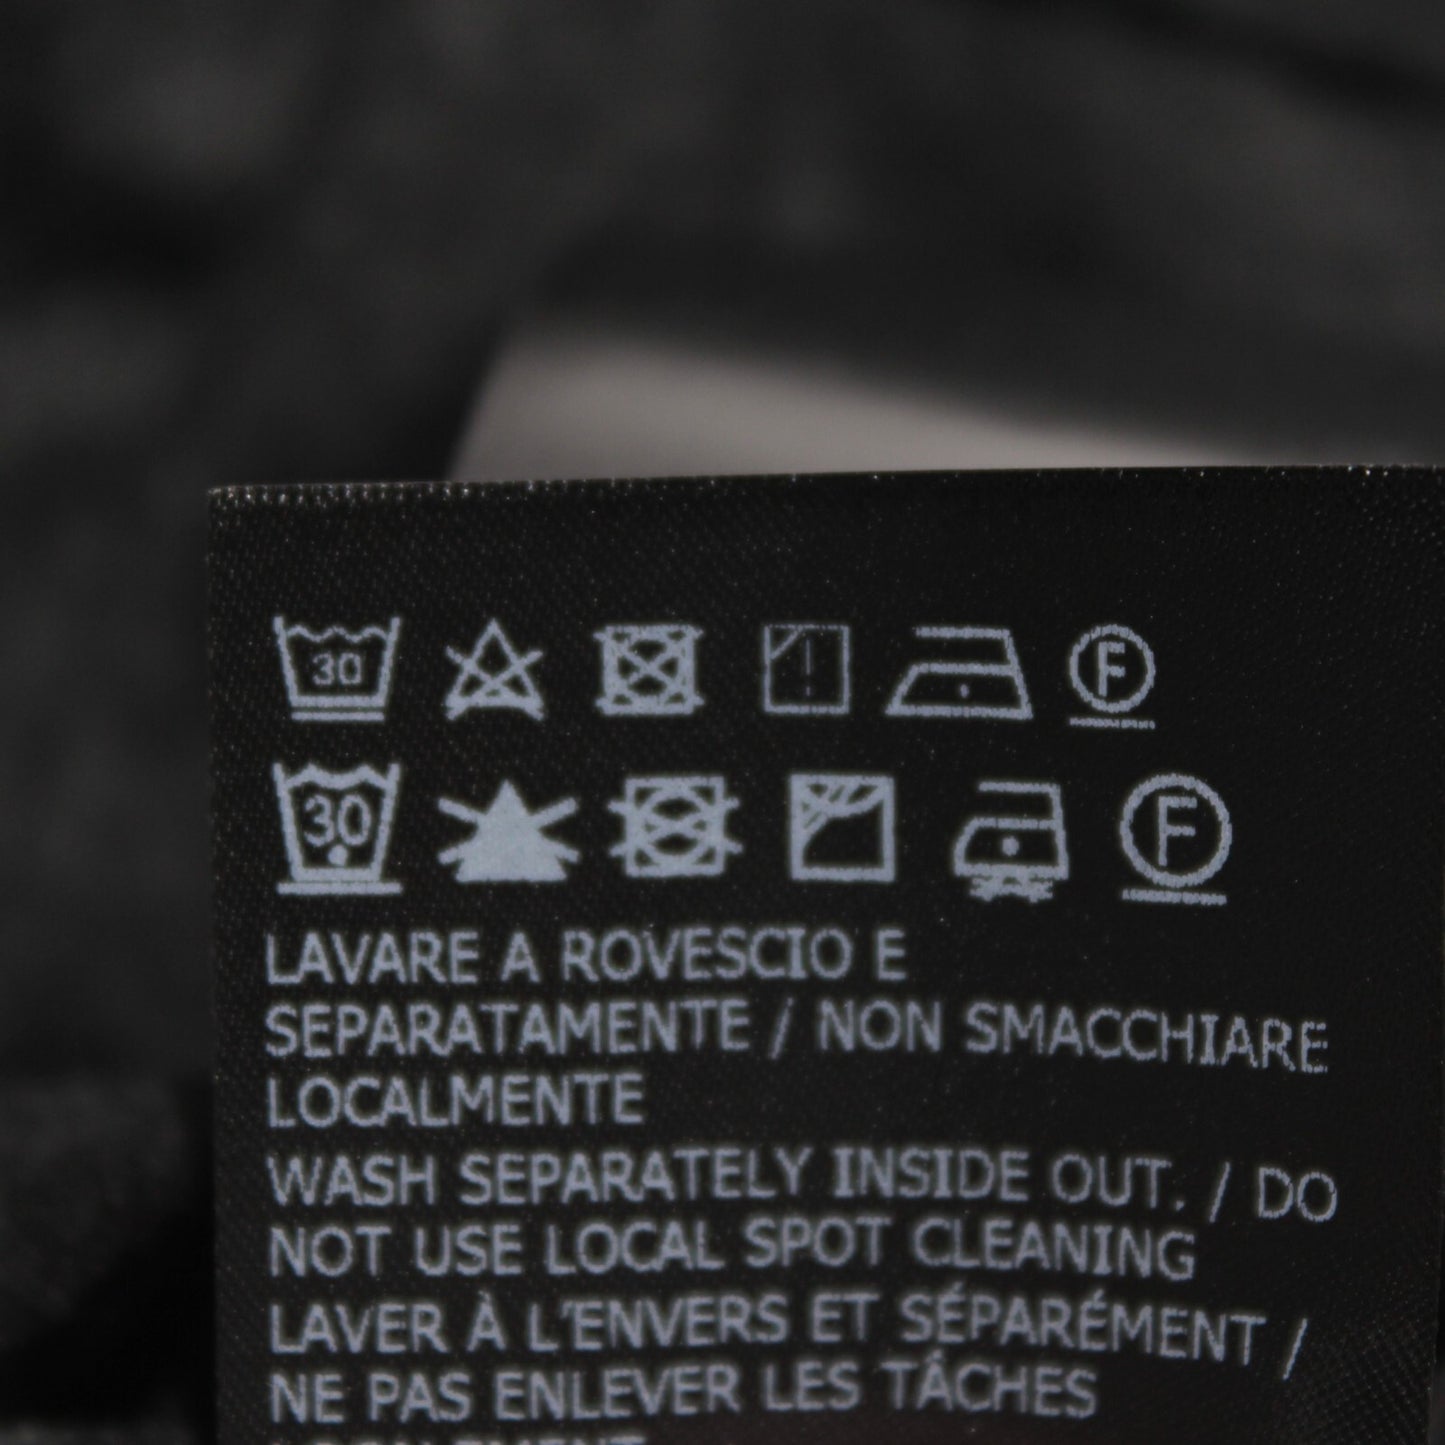 30
F
30
F
LAVARE A ROVESCIO E
SEPARATAMENTE / NON SMACCHIARE
LOCALMENTE
WASH SEPARATELY INSIDE OUT. / DO
NOT USE LOCAL SPOT CLEANING
LAVER À L'ENVERS ET SÉPARÉMENT /
NE PAS ENLEVER LES TÂCHES